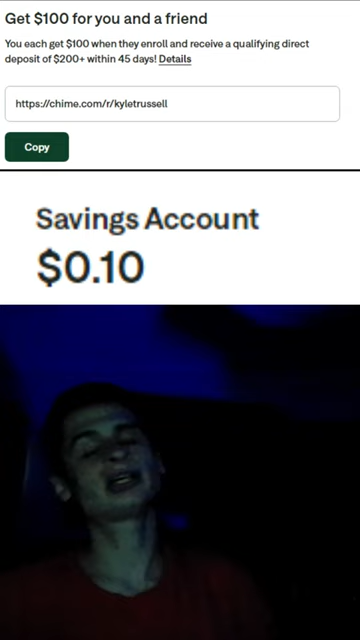 Get $100 for you and a friend
You each get $100 when they enroll and receive a qualifying direct
deposit of $200+ within 45 days! Details
https://chime.com/r/kyletrussell
Copy
Savings Account
$0.10